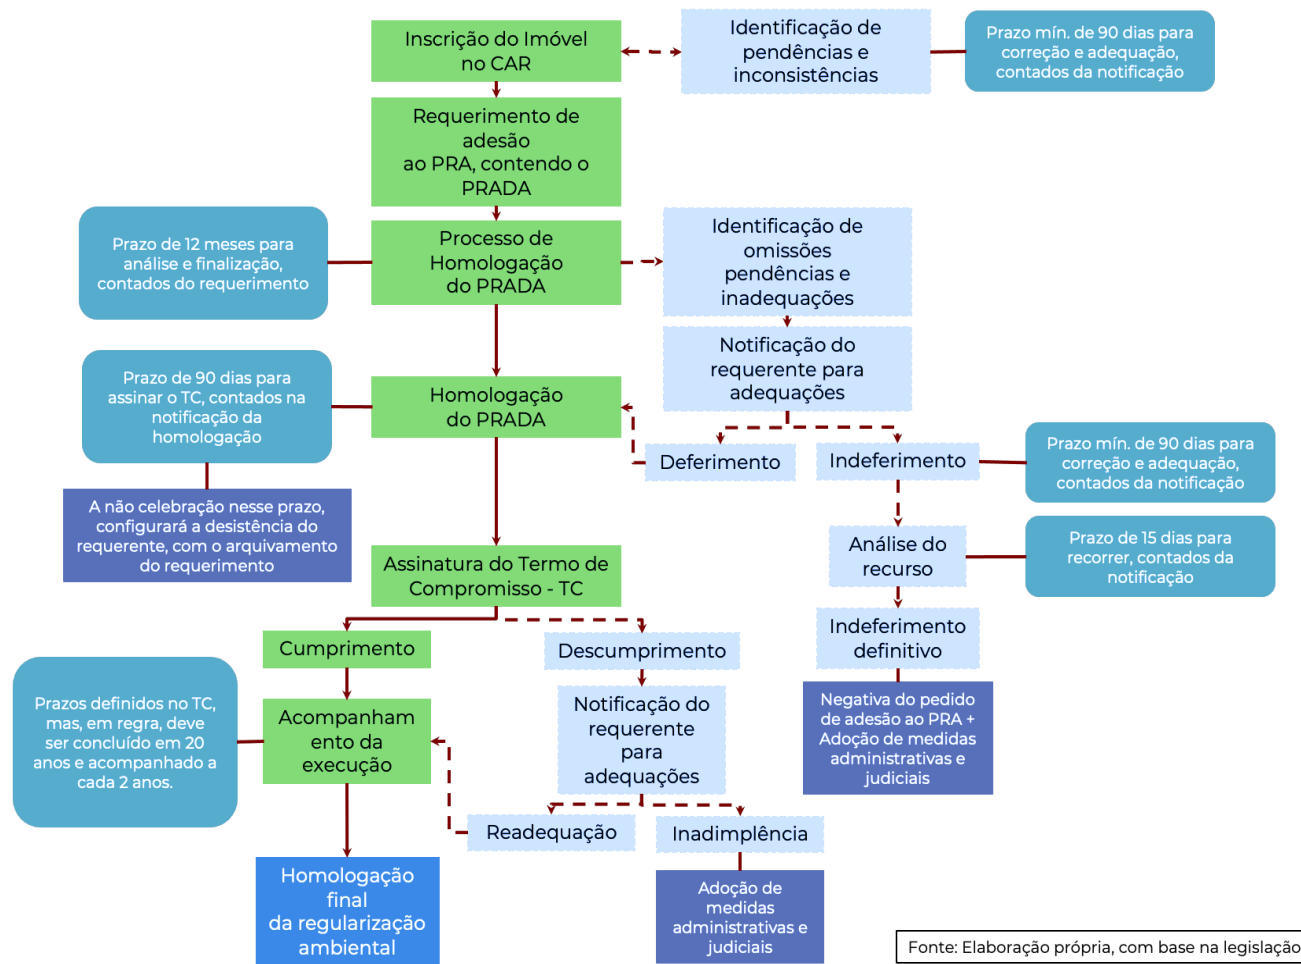 Inscrição do Imóvel
no CAR
Identificação de
pendências e
inconsistências
Prazo mín. de 90 dias para
correção e adequação,
contados da notificação
Requerimento de
adesão
ao PRA, contendo o
PRADA
Prazo de 12 meses para
análise e finalização,
contados do requerimento
Processo de
Homologação
do PRADA
Identificação de
omissões
pendências e
inadequações
Notificação do
requerente para
adequações
Prazo de 90 dias para
assinar o TC, contados na
notificação da
homologação
Homologação
do PRADA
Deferimento
Indeferimento
Prazo mín. de 90 dias para
correção e adequação,
contados da notificação
A não celebração nesse prazo,
configurará a desistência do
requerente, com o arquivamento
do requerimento
Análise do
recurso
Prazo de 15 dias para
recorrer, contados da
notificação
Assinatura do Termo de
Compromisso - TC
Indeferimento
definitivo
Cumprimento
Descumprimento
Negativa do pedido
de adesão ao PRA +
Adoção de medidas
administrativas e
judiciais
Prazos definidos no TC,
mas, em regra, deve
ser concluído em 20
anos e acompanhado a
cada 2 anos.
Acompanham
ento da
execução
Notificação do
requerente
para
adequações
Readequação
Inadimplência
Homologação
final
da regularização
ambiental
Adoção de
medidas
administrativas e
judiciais
Fonte: Elaboração própria, com base na legislação